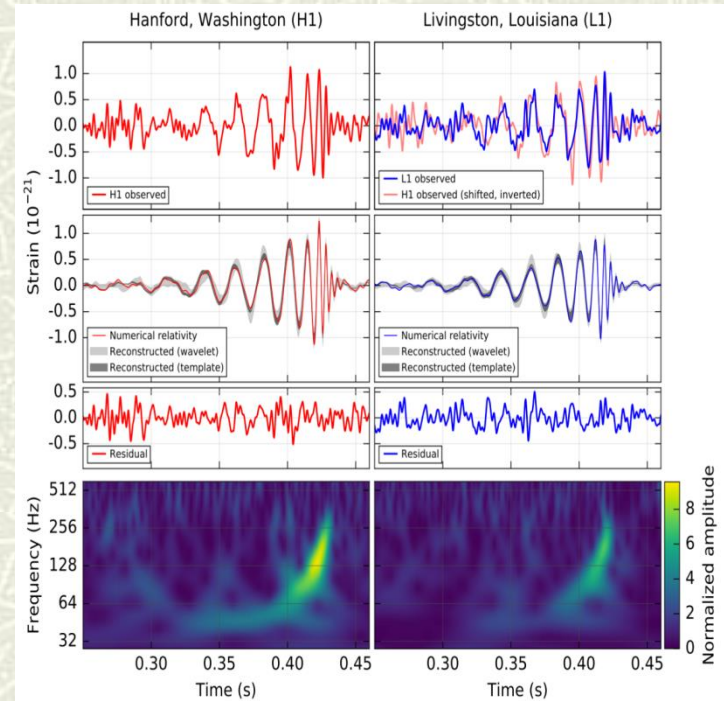 Hanford, Washington (H1)
Livingston, Louisiana (L1)
1.0
0.5
0.0
-0.5
-1.0
H1 observed
L1 observed
H1 observed (shifted, inverted)
Strain (10⁻²¹)
1.0
0.5
0.0
-0.5
-1.0
Numerical relativity
Reconstructed (wavelet)
Reconstructed (template)
Numerical relativity
Reconstructed (wavelet)
Reconstructed (template)
0.5
0.0
-0.5
Residual
Residual
Frequency (Hz)
512
256
128
64
32
8
6
4
2
0
Normalized amplitude
0.30 0.35 0.40 0.45
0.30 0.35 0.40 0.45
Time (s)
Time (s)